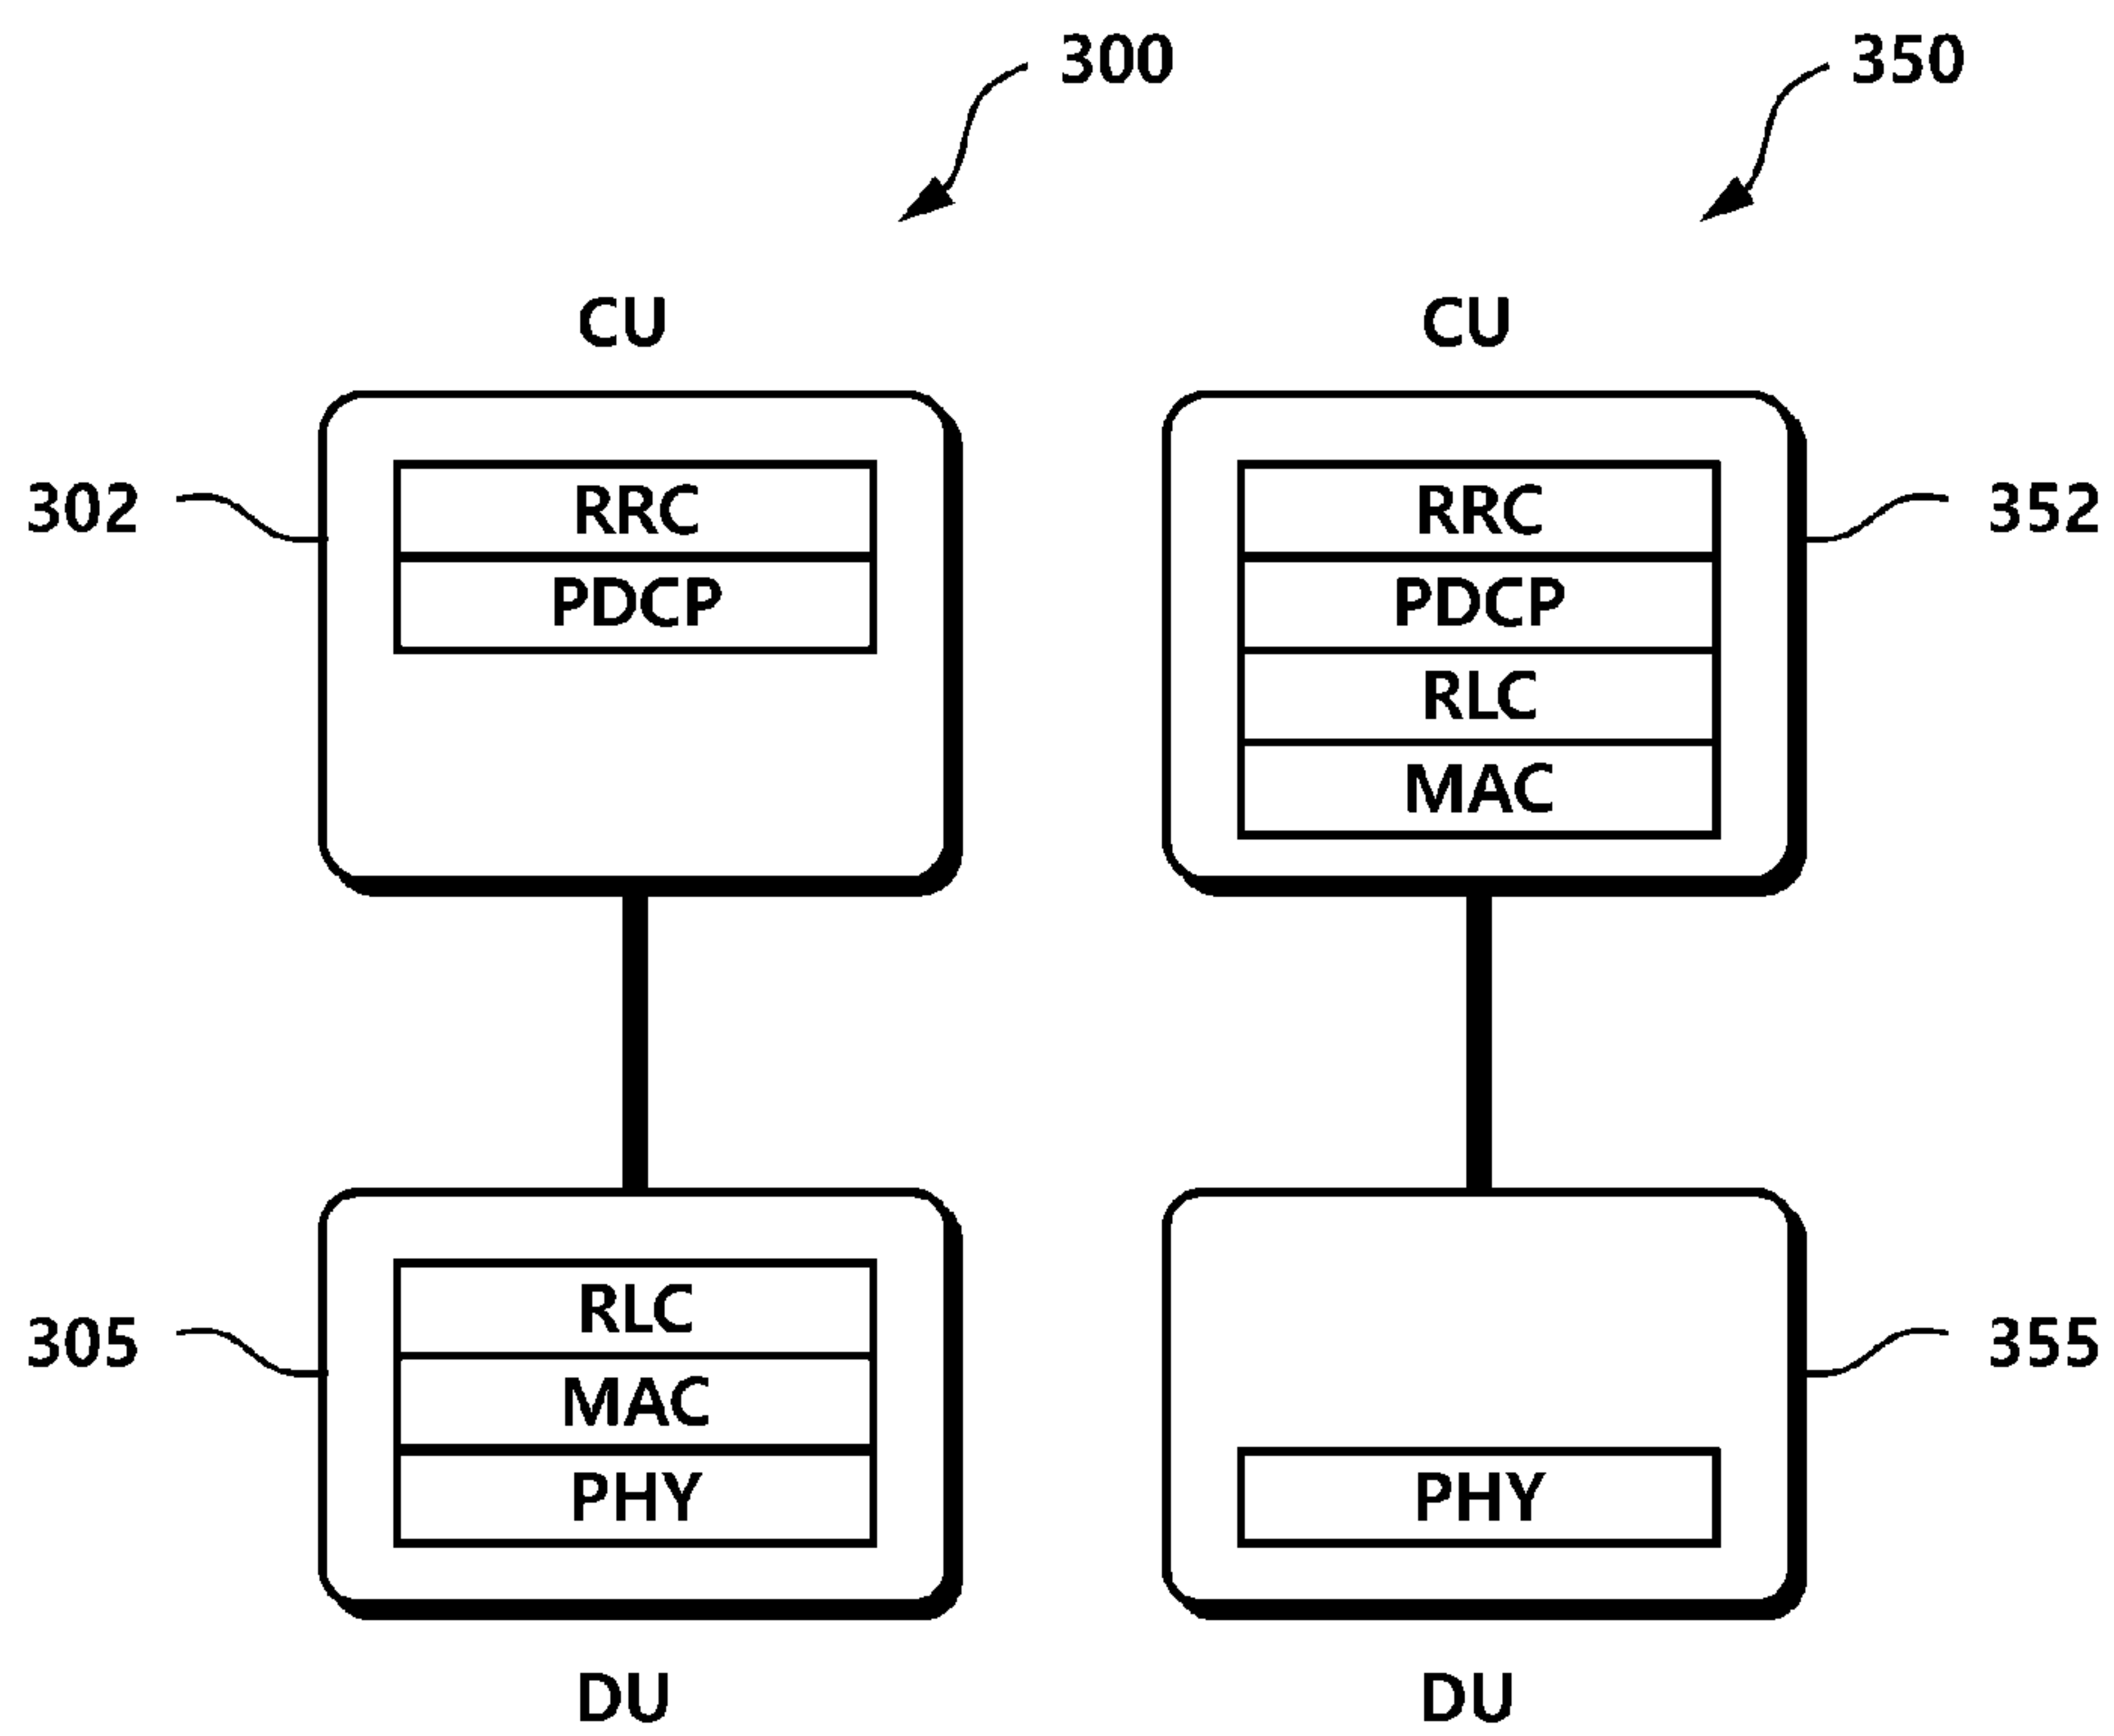 300 350
CU CU
302 RRC RRC 352
PDCP PDCP
RLC
MAC
305 RLC 355
MAC
PHY PHY
DU DU